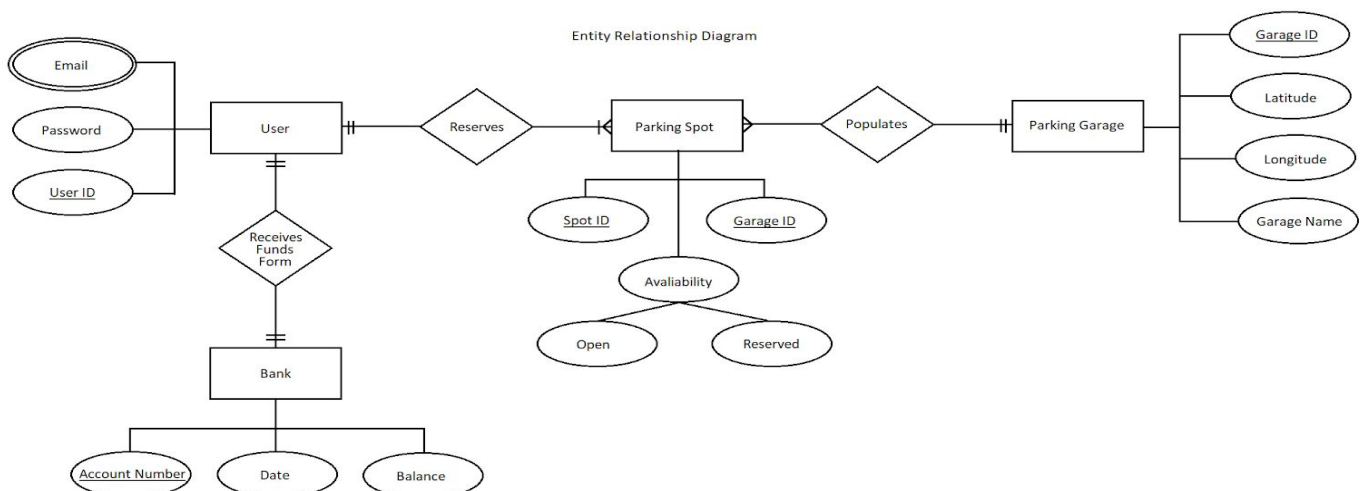 Entity Relationship Diagram
Email
Password
User ID
User
Reserves
Parking Spot
Populates
Parking Garage
Garage ID
Latitude
Longitude
Garage Name
Spot ID
Garage ID
Avaliability
Open
Reserved
Receives
Funds
Form
Bank
Account Number
Date
Balance